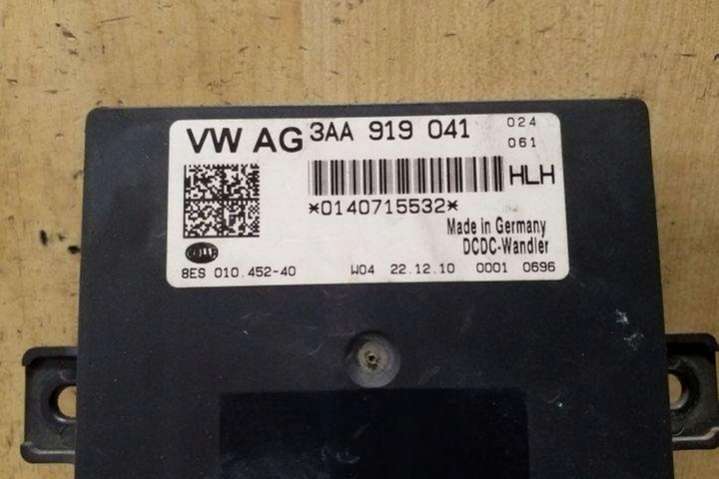 VW AG 3AA 919 041 024
061
HLH
*0140715532*
Made in Germany
DCDC-Wandler
HELLA
8ES 010.452-40 W04 22.12.10 0001 0696